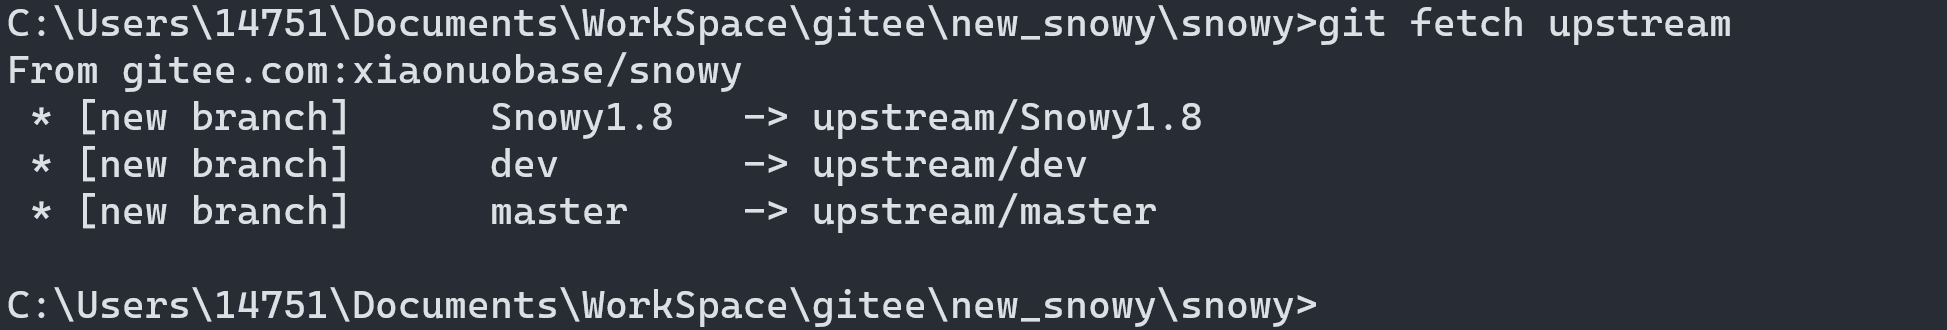 C:\Users\14751\Documents\WorkSpace\gitee\new_snowy\snowy>git fetch upstream
From gitee.com:xiaonuobase/snowy
 * [new branch]      Snowy1.8   -> upstream/Snowy1.8
 * [new branch]      dev        -> upstream/dev
 * [new branch]      master     -> upstream/master
C:\Users\14751\Documents\WorkSpace\gitee\new_snowy\snowy>